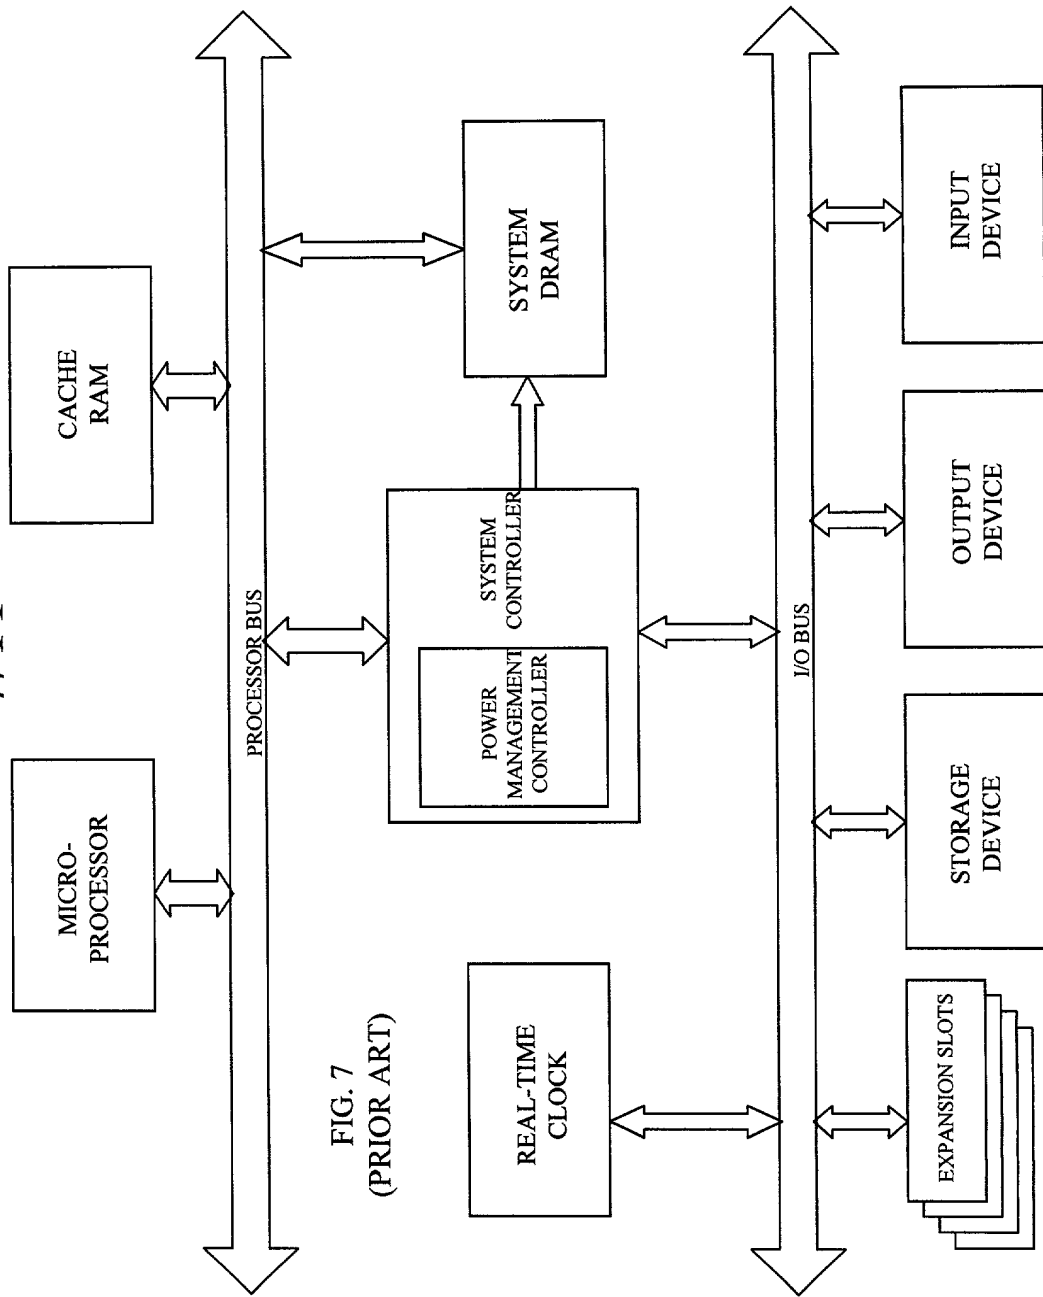 MICRO-
PROCESSOR
CACHE
RAM
PROCESSOR BUS
FIG. 7
(PRIOR ART)
POWER
MANAGEMENT
CONTROLLER
SYSTEM
CONTROLLER
SYSTEM
DRAM
REAL-TIME
CLOCK
I/O BUS
EXPANSION SLOTS
STORAGE
DEVICE
OUTPUT
DEVICE
INPUT
DEVICE